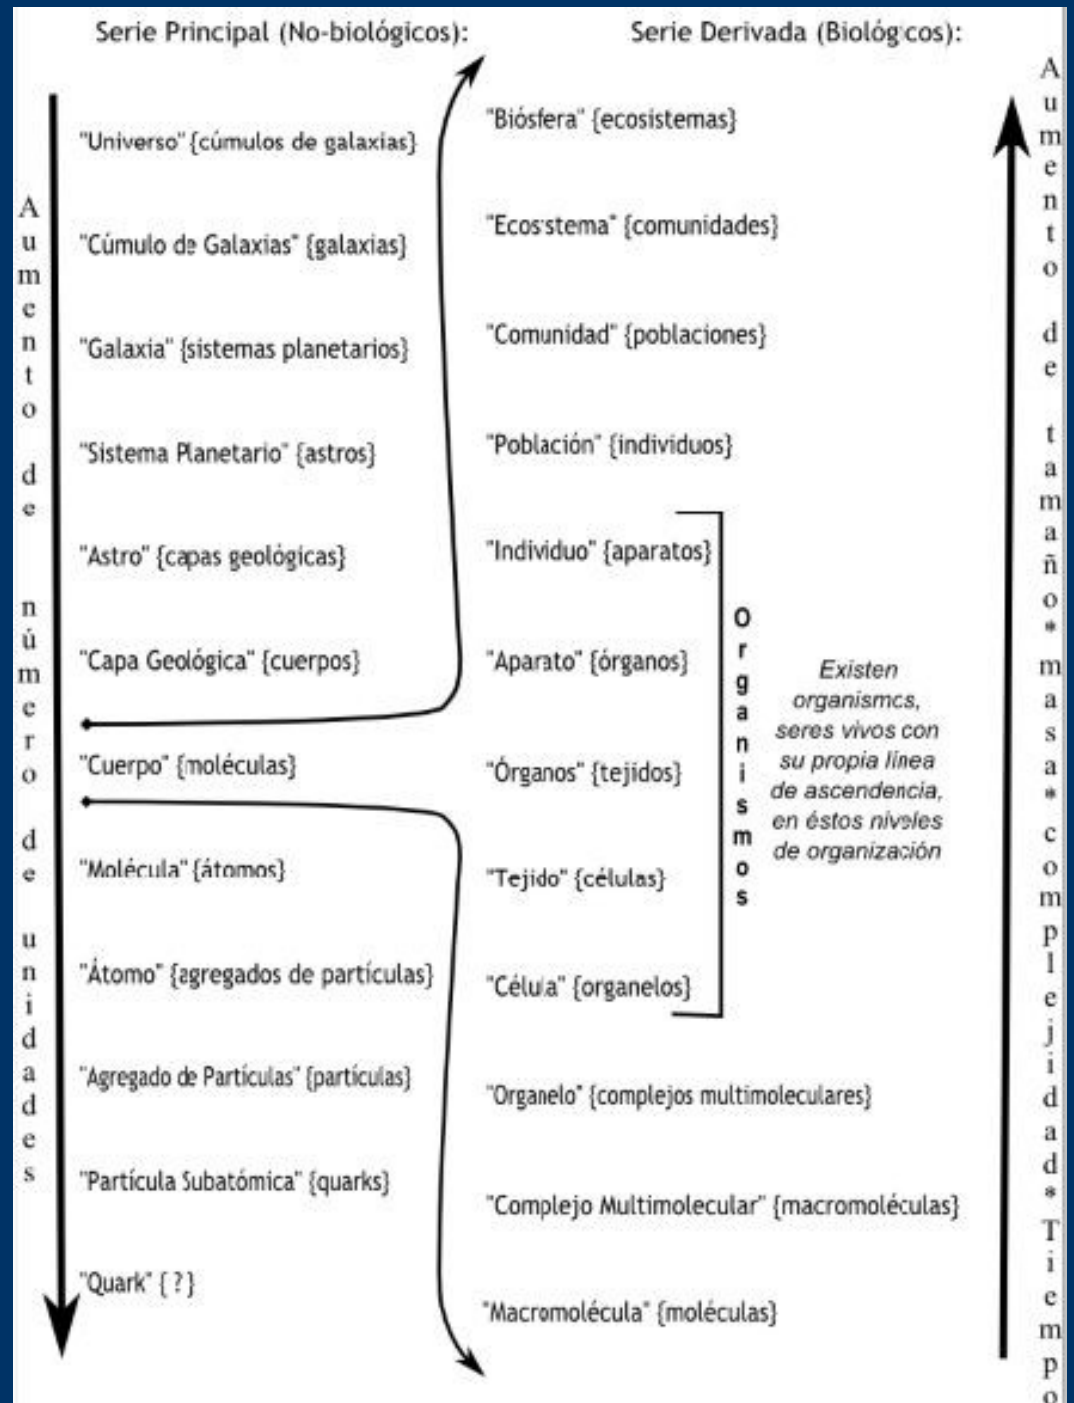 Serie Principal (No-biológicos):
Aumento de número de unidades
"Universo" {cúmulos de galaxias}
"Cúmulo de Galaxias" {galaxias}
"Galaxia" {sistemas planetarios}
"Sistema Planetario" {astros}
"Astro" {capas geológicas}
"Capa Geológica" {cuerpos}
"Cuerpo" {moléculas}
"Molécula" {átomos}
"Átomo" {agregados de partículas}
"Agregado de Partículas" {partículas}
"Partícula Subatómica" {quarks}
"Quark" {?}
Serie Derivada (Biológicos):
"Biósfera" {ecosistemas}
"Ecosistema" {comunidades}
"Comunidad" {poblaciones}
"Población" {individuos}
"Individuo" {aparatos}
"Aparato" {órganos}
"Órganos" {tejidos}
"Tejido" {células}
"Célula" {organelos}
"Organelo" {complejos multimoleculares}
"Complejo Multimolecular" {macromoléculas}
"Macromolécula" {moléculas}
Organismos
Existen
organismos,
seres vivos con
su propia línea
de ascendencia,
en éstos niveles
de organización
Aumento de tamaño*masa*complejidad*Tiempo